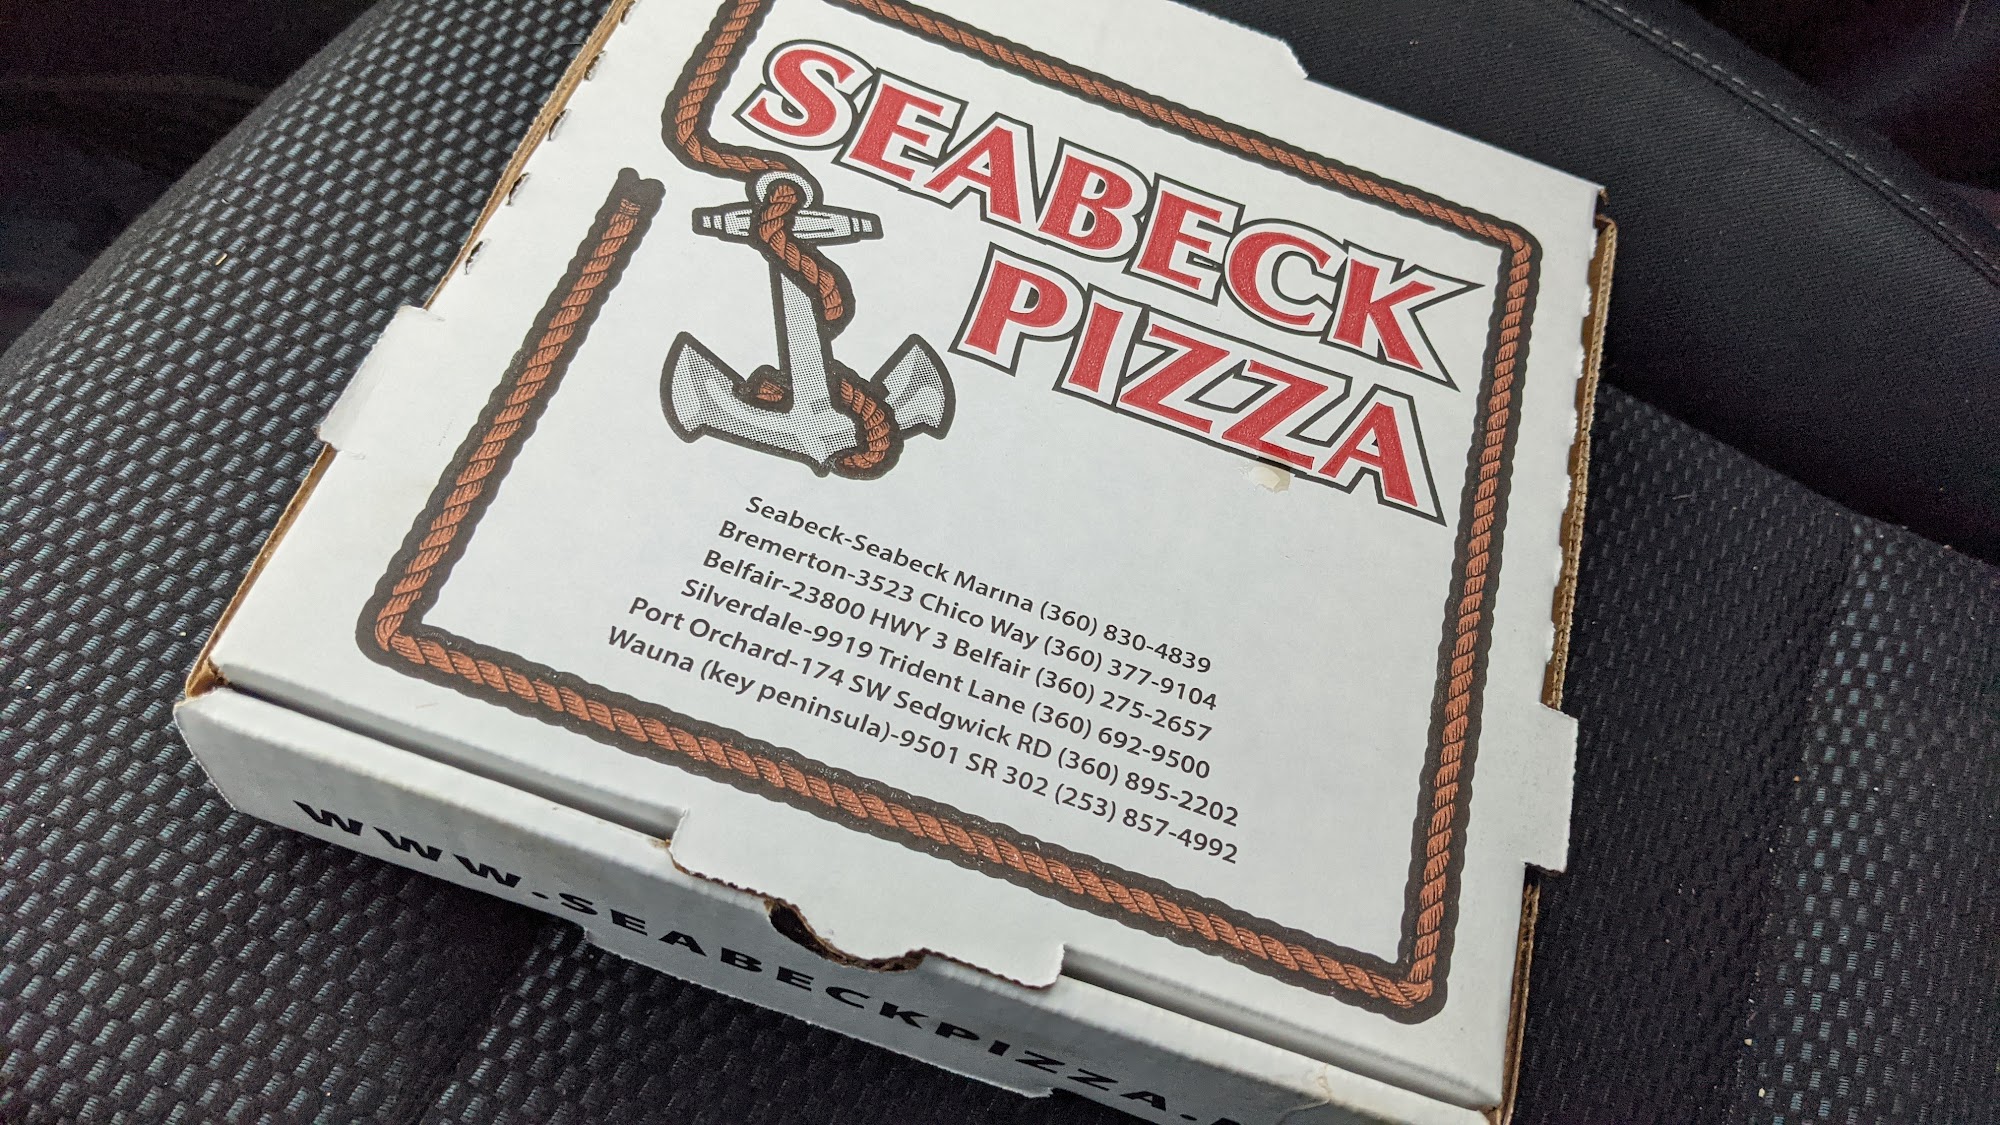 SEABECK
PIZZA
Seabeck-Seabeck Marina (360) 830-4839
Bremerton-3523 Chico Way (360) 377-9104
Belfair-23800 HWY 3 Belfair (360) 275-2657
Silverdale-9919 Trident Lane (360) 692-9500
Port Orchard-174 SW Sedgwick RD (360) 895-2202
Wauna (key peninsula)-9501 SR 302 (253) 857-4992
WWW.SEABECKPIZZA.